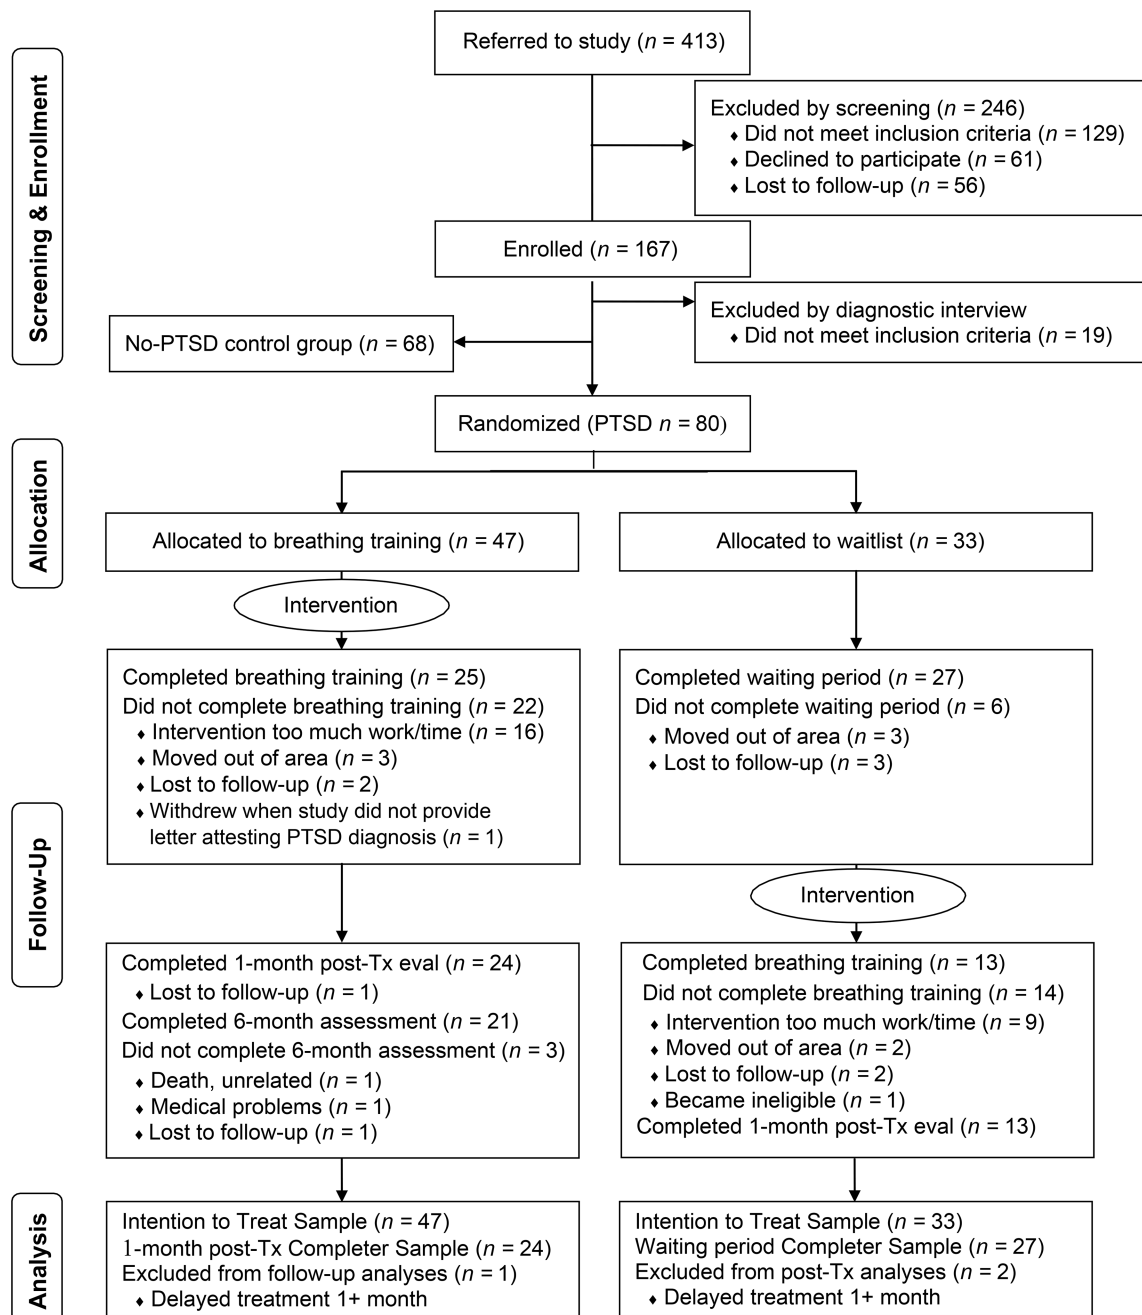 Screening & Enrollment
Referred to study (n = 413)
Excluded by screening (n = 246)
♦ Did not meet inclusion criteria (n = 129)
♦ Declined to participate (n = 61)
♦ Lost to follow-up (n = 56)
Enrolled (n = 167)
Excluded by diagnostic interview
♦ Did not meet inclusion criteria (n = 19)
No-PTSD control group (n = 68)
Randomized (PTSD n = 80)
Allocation
Allocated to breathing training (n = 47)
Allocated to waitlist (n = 33)
Intervention
Follow-Up
Completed breathing training (n = 25)
Did not complete breathing training (n = 22)
♦ Intervention too much work/time (n = 16)
♦ Moved out of area (n = 3)
♦ Lost to follow-up (n = 2)
♦ Withdrew when study did not provide
letter attesting PTSD diagnosis (n = 1)
Completed waiting period (n = 27)
Did not complete waiting period (n = 6)
♦ Moved out of area (n = 3)
♦ Lost to follow-up (n = 3)
Intervention
Completed 1-month post-Tx eval (n = 24)
♦ Lost to follow-up (n = 1)
Completed 6-month assessment (n = 21)
Did not complete 6-month assessment (n = 3)
♦ Death, unrelated (n = 1)
♦ Medical problems (n = 1)
♦ Lost to follow-up (n = 1)
Completed breathing training (n = 13)
Did not complete breathing training (n = 14)
♦ Intervention too much work/time (n = 9)
♦ Moved out of area (n = 2)
♦ Lost to follow-up (n = 2)
♦ Became ineligible (n = 1)
Completed 1-month post-Tx eval (n = 13)
Analysis
Intention to Treat Sample (n = 47)
1-month post-Tx Completer Sample (n = 24)
Excluded from follow-up analyses (n = 1)
♦ Delayed treatment 1+ month
Intention to Treat Sample (n = 33)
Waiting period Completer Sample (n = 27)
Excluded from post-Tx analyses (n = 2)
♦ Delayed treatment 1+ month